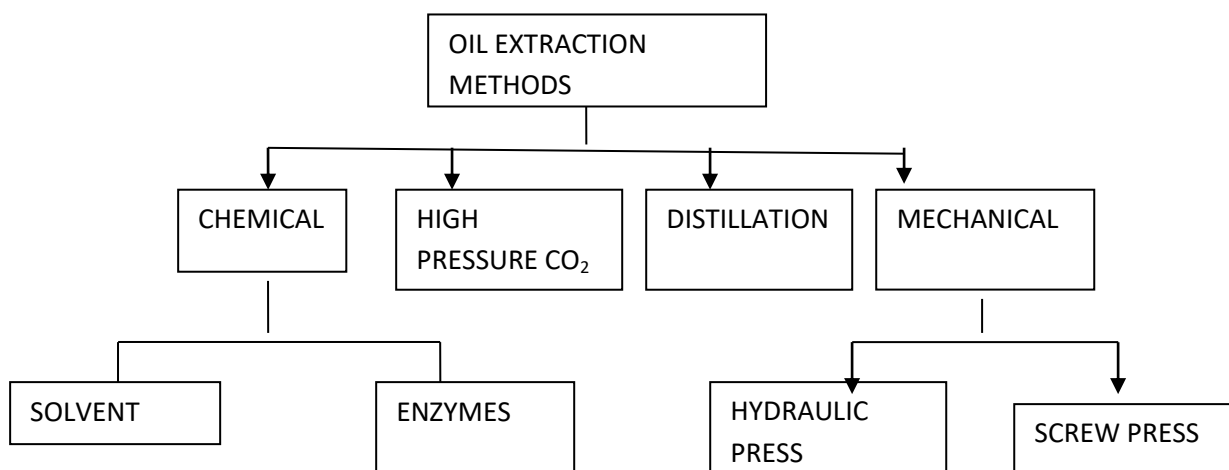 OIL EXTRACTION
METHODS
CHEMICAL
HIGH
PRESSURE CO₂
DISTILLATION
MECHANICAL
SOLVENT
ENZYMES
HYDRAULIC
PRESS
SCREW PRESS